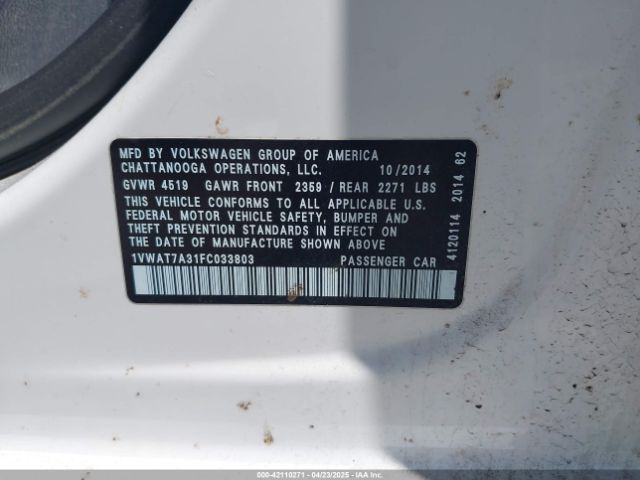 MFD BY VOLKSWAGEN GROUP OF AMERICA
CHATTANOOGA OPERATIONS, LLC. 10/2014
GVWR 4519 GAWR FRONT 2359 / REAR 2271 LBS
THIS VEHICLE CONFORMS TO ALL APPLICABLE U.S.
FEDERAL MOTOR VEHICLE SAFETY, BUMPER AND
THEFT PREVENTION STANDARDS IN EFFECT ON THE
DATE OF MANUFACTURE SHOWN ABOVE
1VWAT7A31FC033803 PASSENGER CAR
4120114 2014 62
000-42110271 - 04/23/2025 - IAAI.COM